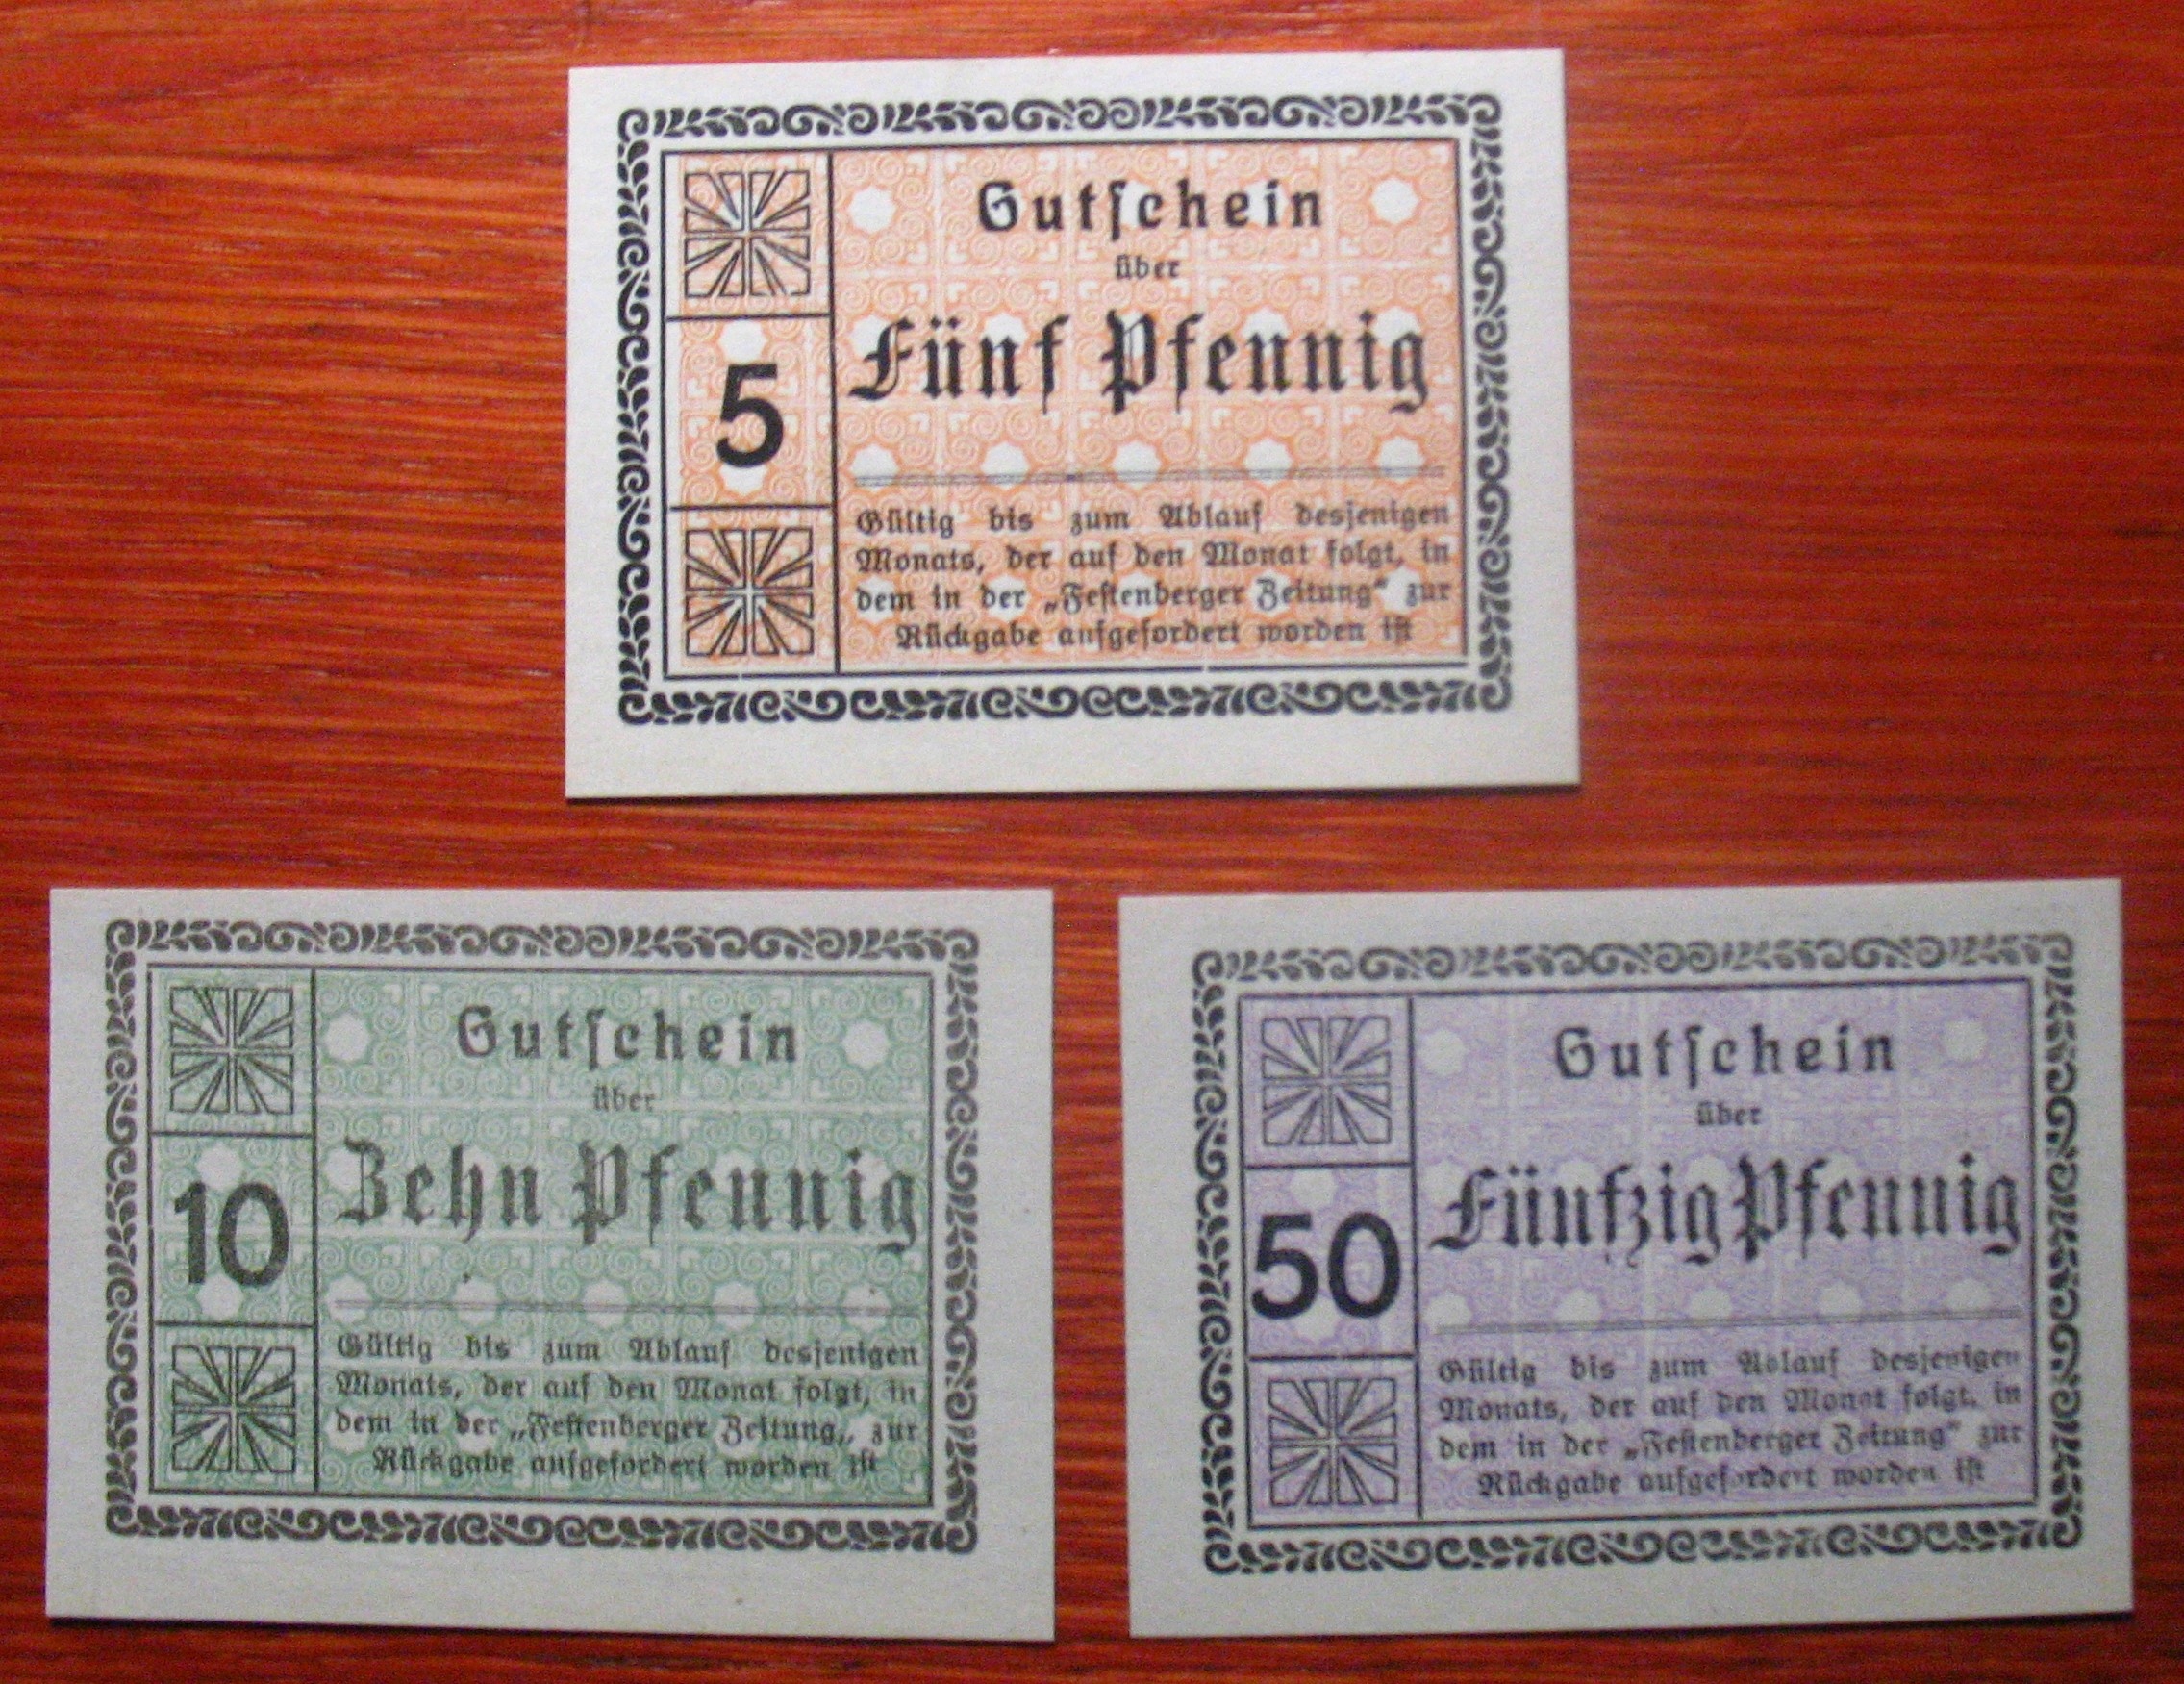 Gutſchein
über
Fünf Pfennig
5
Gültig bis zum Ablauf desjenigen
Monats, der auf den Monat folgt, in
dem in der „Feſtenberger Zeitung“ zur
Rückgabe aufgefordert worden iſt
Gutſchein
über
Zehn Pfennig
10
Gültig bis zum Ablauf desjenigen
Monats, der auf den Monat folgt, in
dem in der „Feſtenberger Zeitung„ zur
Rückgabe aufgefordert worden iſt
Gutſchein
über
Fünfzig Pfennig
50
Gültig bis zum Ablauf desjenigen
Monats, der auf den Monat folgt, in
dem in der „Feſtenberger Zeitung“ zur
Rückgabe aufgefordert worden iſt